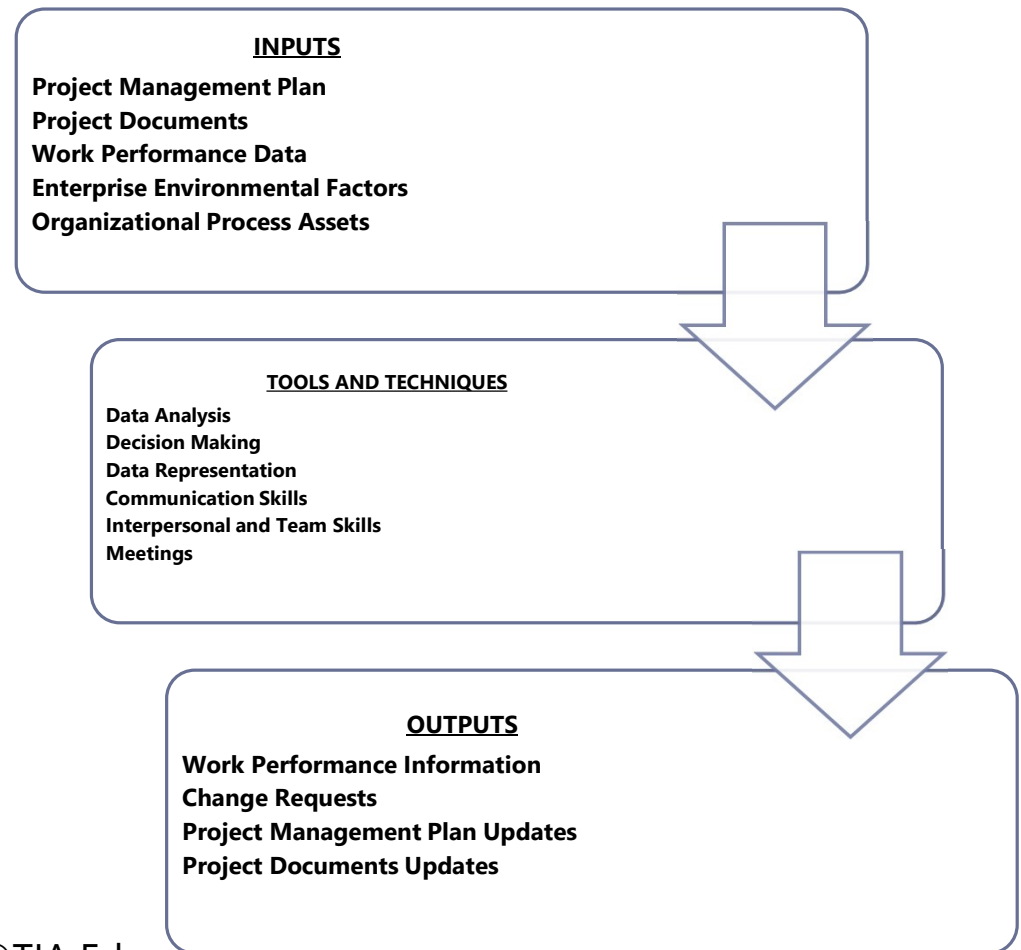 INPUTS
Project Management Plan
Project Documents
Work Performance Data
Enterprise Environmental Factors
Organizational Process Assets
TOOLS AND TECHNIQUES
Data Analysis
Decision Making
Data Representation
Communication Skills
Interpersonal and Team Skills
Meetings
OUTPUTS
Work Performance Information
Change Requests
Project Management Plan Updates
Project Documents Updates